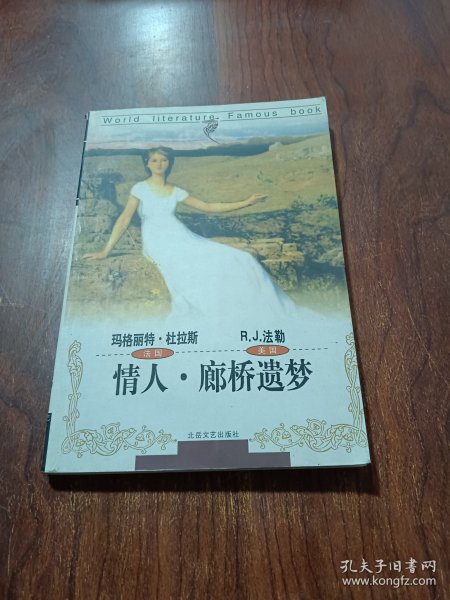 World literature Famous book
玛格丽特·杜拉斯 R.J.法勒
法国 美国
情人·廊桥遗梦
北岳文艺出版社
孔夫子旧书网
www.kongfz.com